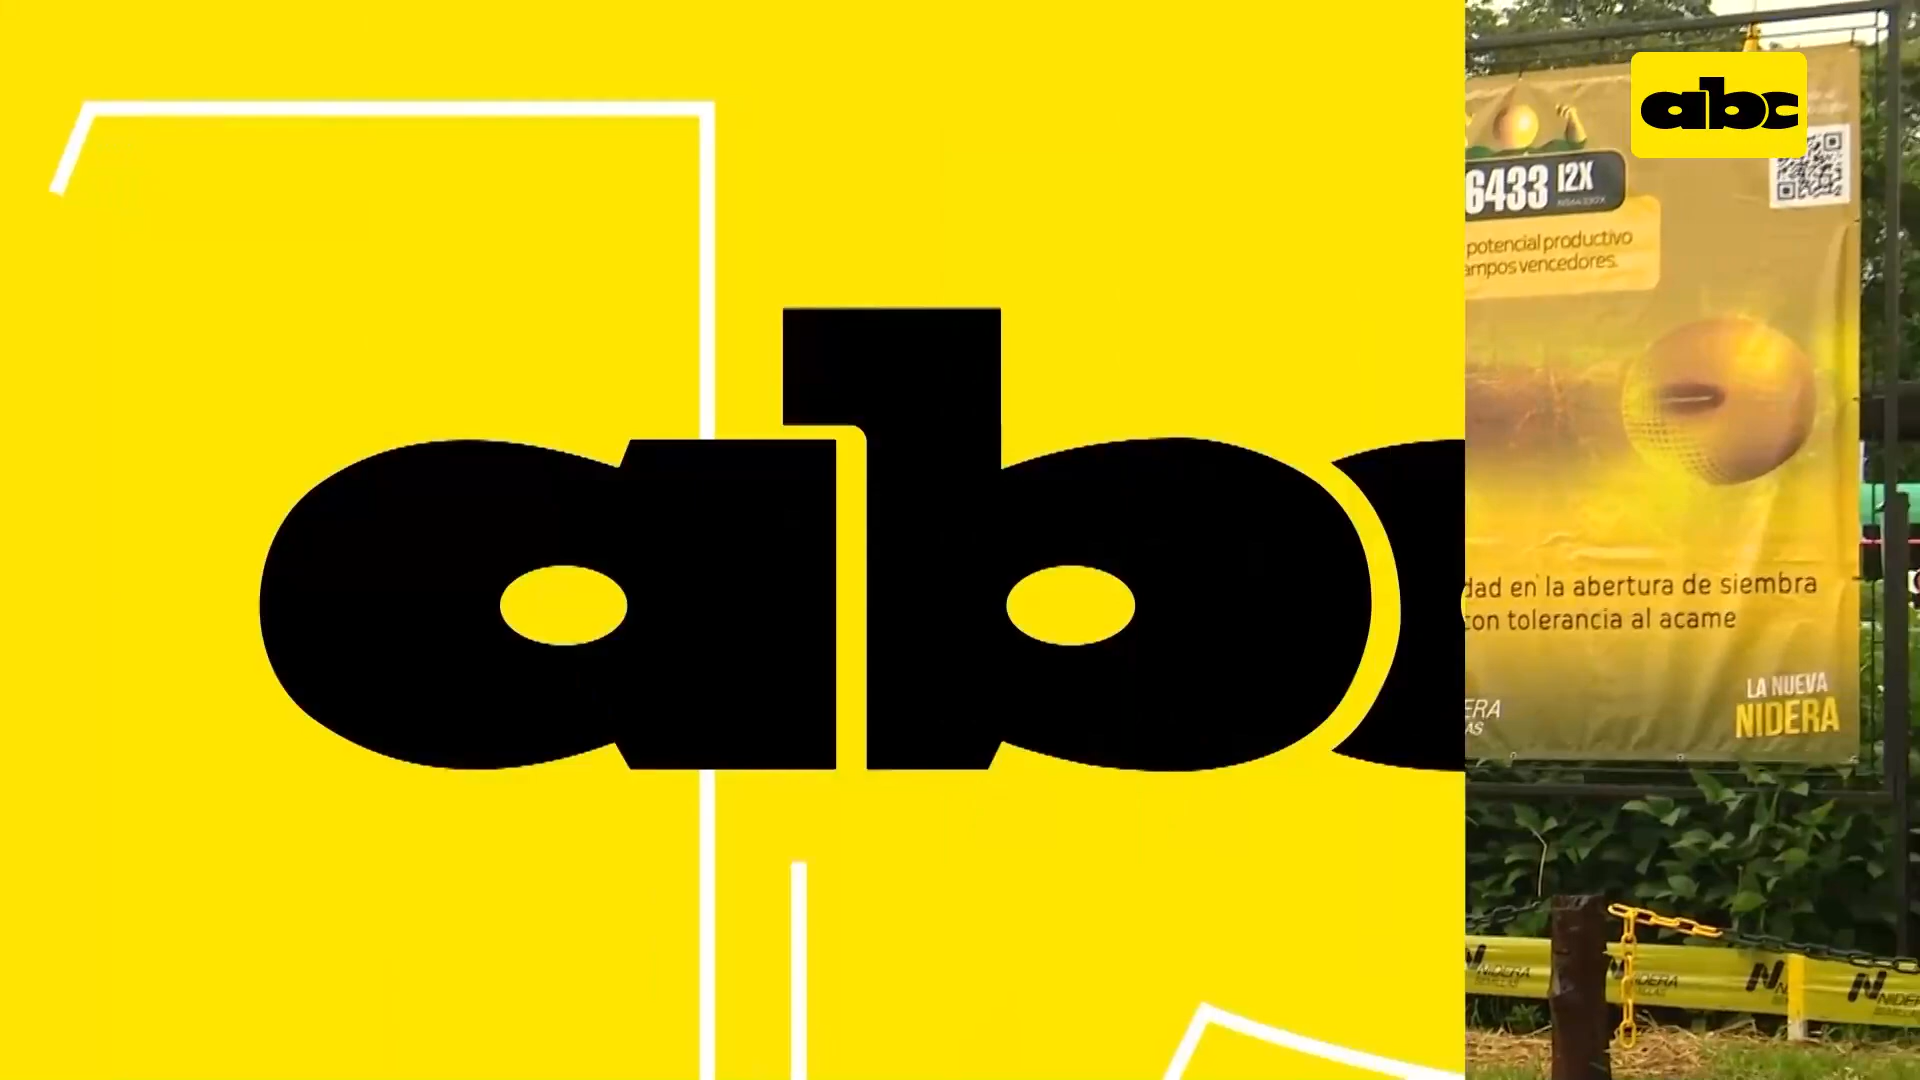 abc
abc
6433 I2X
potencial productivo
ampos vencedores.
dad en la abertura de siembra
con tolerancia al acame
ERA
AS
LA NUEVA
NIDERA
NIDERA
NIDERA